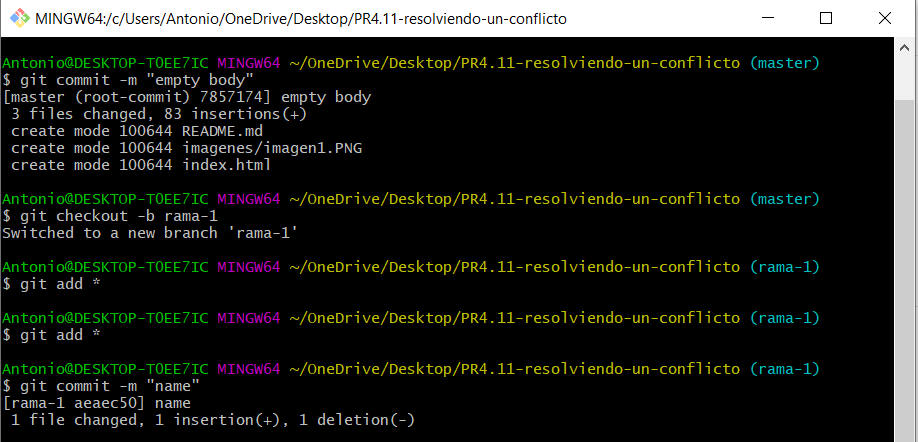 MINGW64:/c/Users/Antonio/OneDrive/Desktop/PR4.11-resolviendo-un-conflicto
Antonio@DESKTOP-TOEE7IC MINGW64 ~/OneDrive/Desktop/PR4.11-resolviendo-un-conflicto (master)
$ git commit -m "empty body"
[master (root-commit) 7857174] empty body
 3 files changed, 83 insertions(+)
 create mode 100644 README.md
 create mode 100644 imagenes/imagen1.PNG
 create mode 100644 index.html
Antonio@DESKTOP-TOEE7IC MINGW64 ~/OneDrive/Desktop/PR4.11-resolviendo-un-conflicto (master)
$ git checkout -b rama-1
Switched to a new branch 'rama-1'
Antonio@DESKTOP-TOEE7IC MINGW64 ~/OneDrive/Desktop/PR4.11-resolviendo-un-conflicto (rama-1)
$ git add *
Antonio@DESKTOP-TOEE7IC MINGW64 ~/OneDrive/Desktop/PR4.11-resolviendo-un-conflicto (rama-1)
$ git add *
Antonio@DESKTOP-TOEE7IC MINGW64 ~/OneDrive/Desktop/PR4.11-resolviendo-un-conflicto (rama-1)
$ git commit -m "name"
[rama-1 aeaec50] name
 1 file changed, 1 insertion(+), 1 deletion(-)